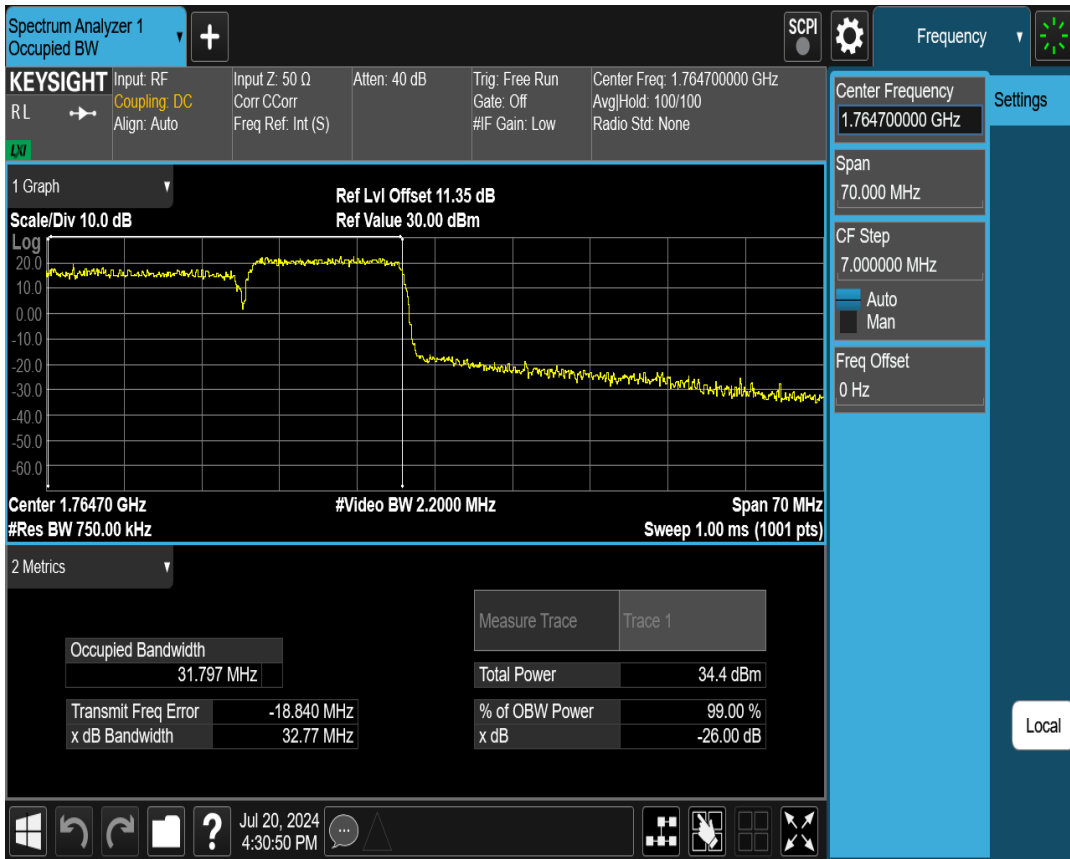 Spectrum Analyzer 1
Occupied BW
+
SCPI
Frequency
KEYSIGHT
RL
LXI
Input: RF
Coupling: DC
Align: Auto
Input Z: 50 Ω
Corr CCorr
Freq Ref: Int (S)
Atten: 40 dB
Trig: Free Run
Gate: Off
#IF Gain: Low
Center Freq: 1.764700000 GHz
Avg|Hold: 100/100
Radio Std: None
Center Frequency
1.764700000 GHz
Settings
Span
70.000 MHz
CF Step
7.000000 MHz
Auto
Man
Freq Offset
0 Hz
Local
1 Graph
Ref Lvl Offset 11.35 dB
Scale/Div 10.0 dB
Ref Value 30.00 dBm
Log
20.0
10.0
0.00
-10.0
-20.0
-30.0
-40.0
-50.0
-60.0
Center 1.76470 GHz
#Video BW 2.2000 MHz
Span 70 MHz
#Res BW 750.00 kHz
Sweep 1.00 ms (1001 pts)
2 Metrics
Measure Trace
Trace 1
Occupied Bandwidth
31.797 MHz
Total Power
34.4 dBm
Transmit Freq Error
-18.840 MHz
% of OBW Power
99.00 %
x dB Bandwidth
32.77 MHz
x dB
-26.00 dB
?
Jul 20, 2024
4:30:50 PM